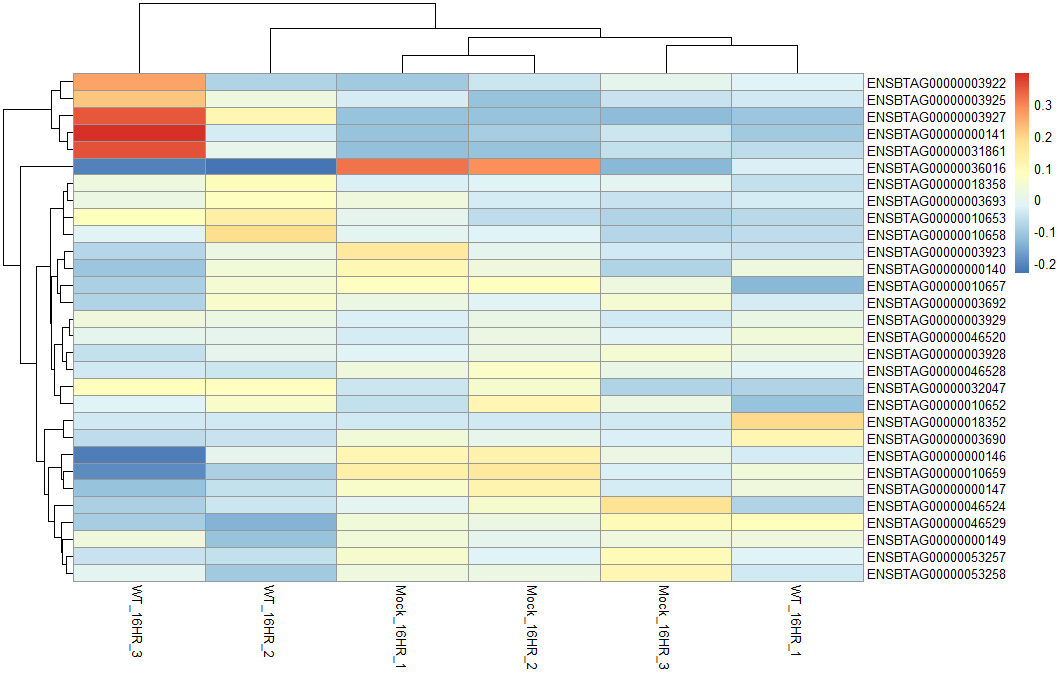 ENSBTAG00000003922
ENSBTAG00000003925
ENSBTAG00000003927
ENSBTAG00000000141
ENSBTAG00000031861
ENSBTAG00000036016
ENSBTAG00000018358
ENSBTAG00000003693
ENSBTAG00000010653
ENSBTAG00000010658
ENSBTAG00000003923
ENSBTAG00000000140
ENSBTAG00000010657
ENSBTAG00000003692
ENSBTAG00000003929
ENSBTAG00000046520
ENSBTAG00000003928
ENSBTAG00000046528
ENSBTAG00000032047
ENSBTAG00000010652
ENSBTAG00000018352
ENSBTAG00000003690
ENSBTAG00000000146
ENSBTAG00000010659
ENSBTAG00000000147
ENSBTAG00000046524
ENSBTAG00000046529
ENSBTAG00000000149
ENSBTAG00000053257
ENSBTAG00000053258
0.3
0.2
0.1
0
-0.1
-0.2
WT_16HR_3
WT_16HR_2
Mock_16HR_1
Mock_16HR_2
Mock_16HR_3
WT_16HR_1